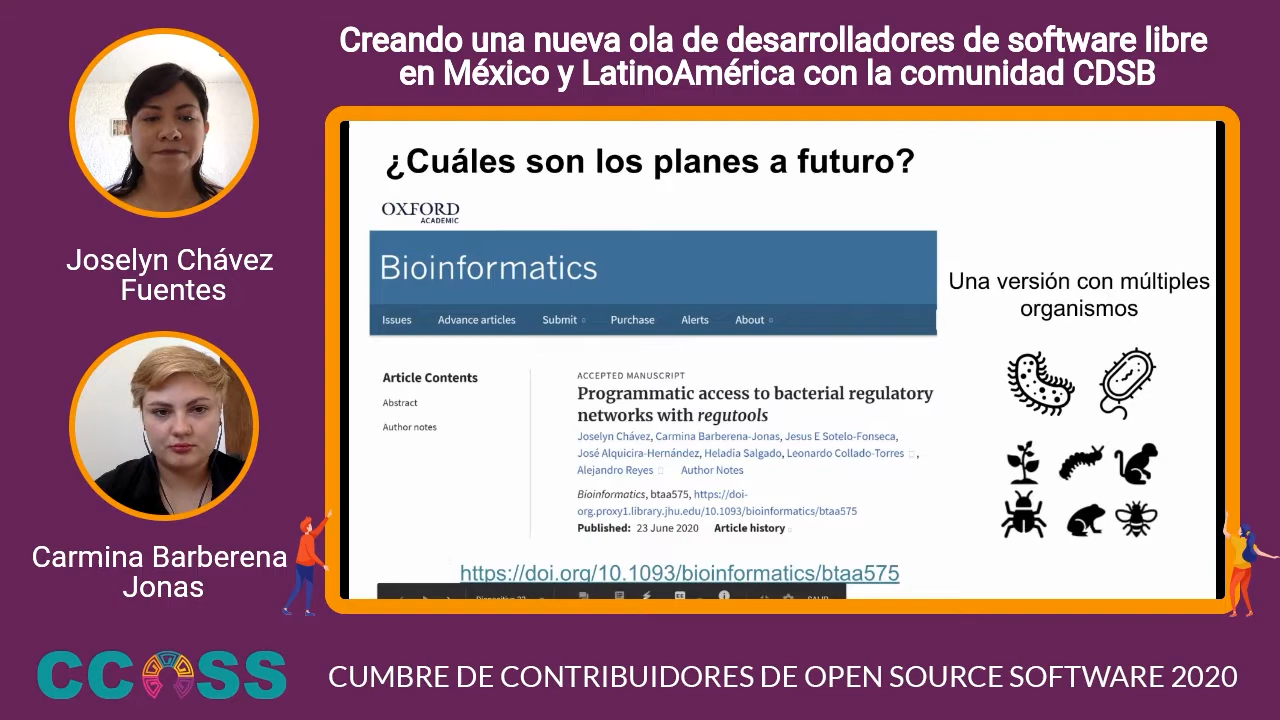 Creando una nueva ola de desarrolladores de software libre
en México y LatinoAmérica con la comunidad CDSB
Joselyn Chávez
Fuentes
Carmina Barberena
Jonas
¿Cuáles son los planes a futuro?
OXFORD
ACADEMIC
Bioinformatics
Issues Advance articles Submit Purchase Alerts About
Article Contents
Abstract
Author notes
ACCEPTED MANUSCRIPT
Programmatic access to bacterial regulatory
networks with regutools
Joselyn Chávez, Carmina Barberena-Jonas, Jesus E Sotelo-Fonseca,
José Alquicira-Hernández, Heladia Salgado, Leonardo Collado-Torres ,
Alejandro Reyes Author Notes
Bioinformatics, btaa575, https://doi-
org.proxy1.library.jhu.edu/10.1093/bioinformatics/btaa575
Published: 23 June 2020 Article history
https://doi.org/10.1093/bioinformatics/btaa575
Una versión con múltiples
organismos
CCOSS
CUMBRE DE CONTRIBUIDORES DE OPEN SOURCE SOFTWARE 2020